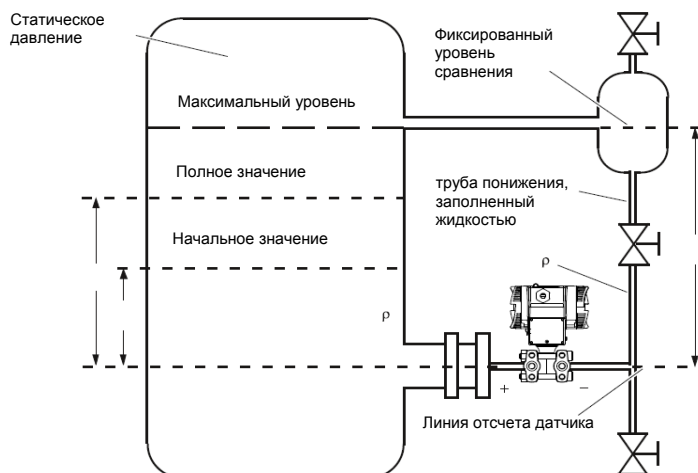 Статическое
давление
Фиксированный
уровень
сравнения
Максимальный уровень
Полное значение
труба понижения,
заполненный
жидкостью
Начальное значение
ρ
ρ
+
−
Линия отсчета датчика